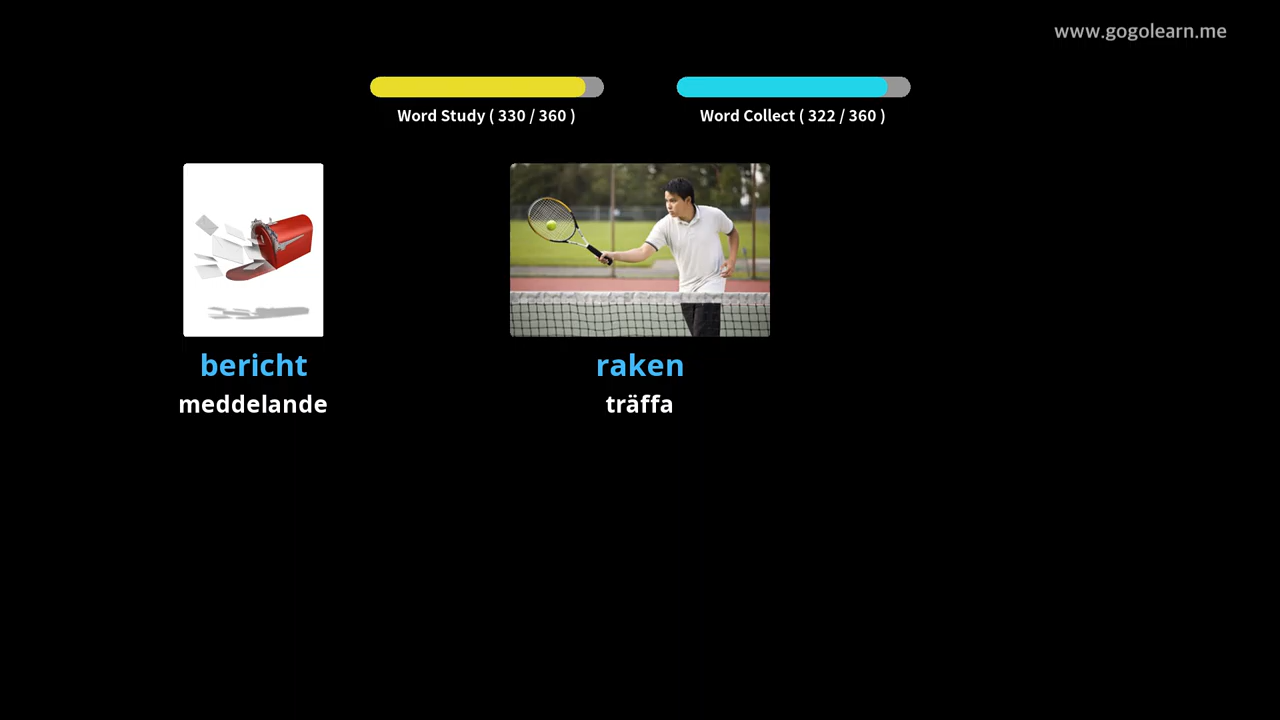 www.gogolearn.me
Word Study ( 330 / 360 )
Word Collect ( 322 / 360 )
bericht
meddelande
raken
träffa